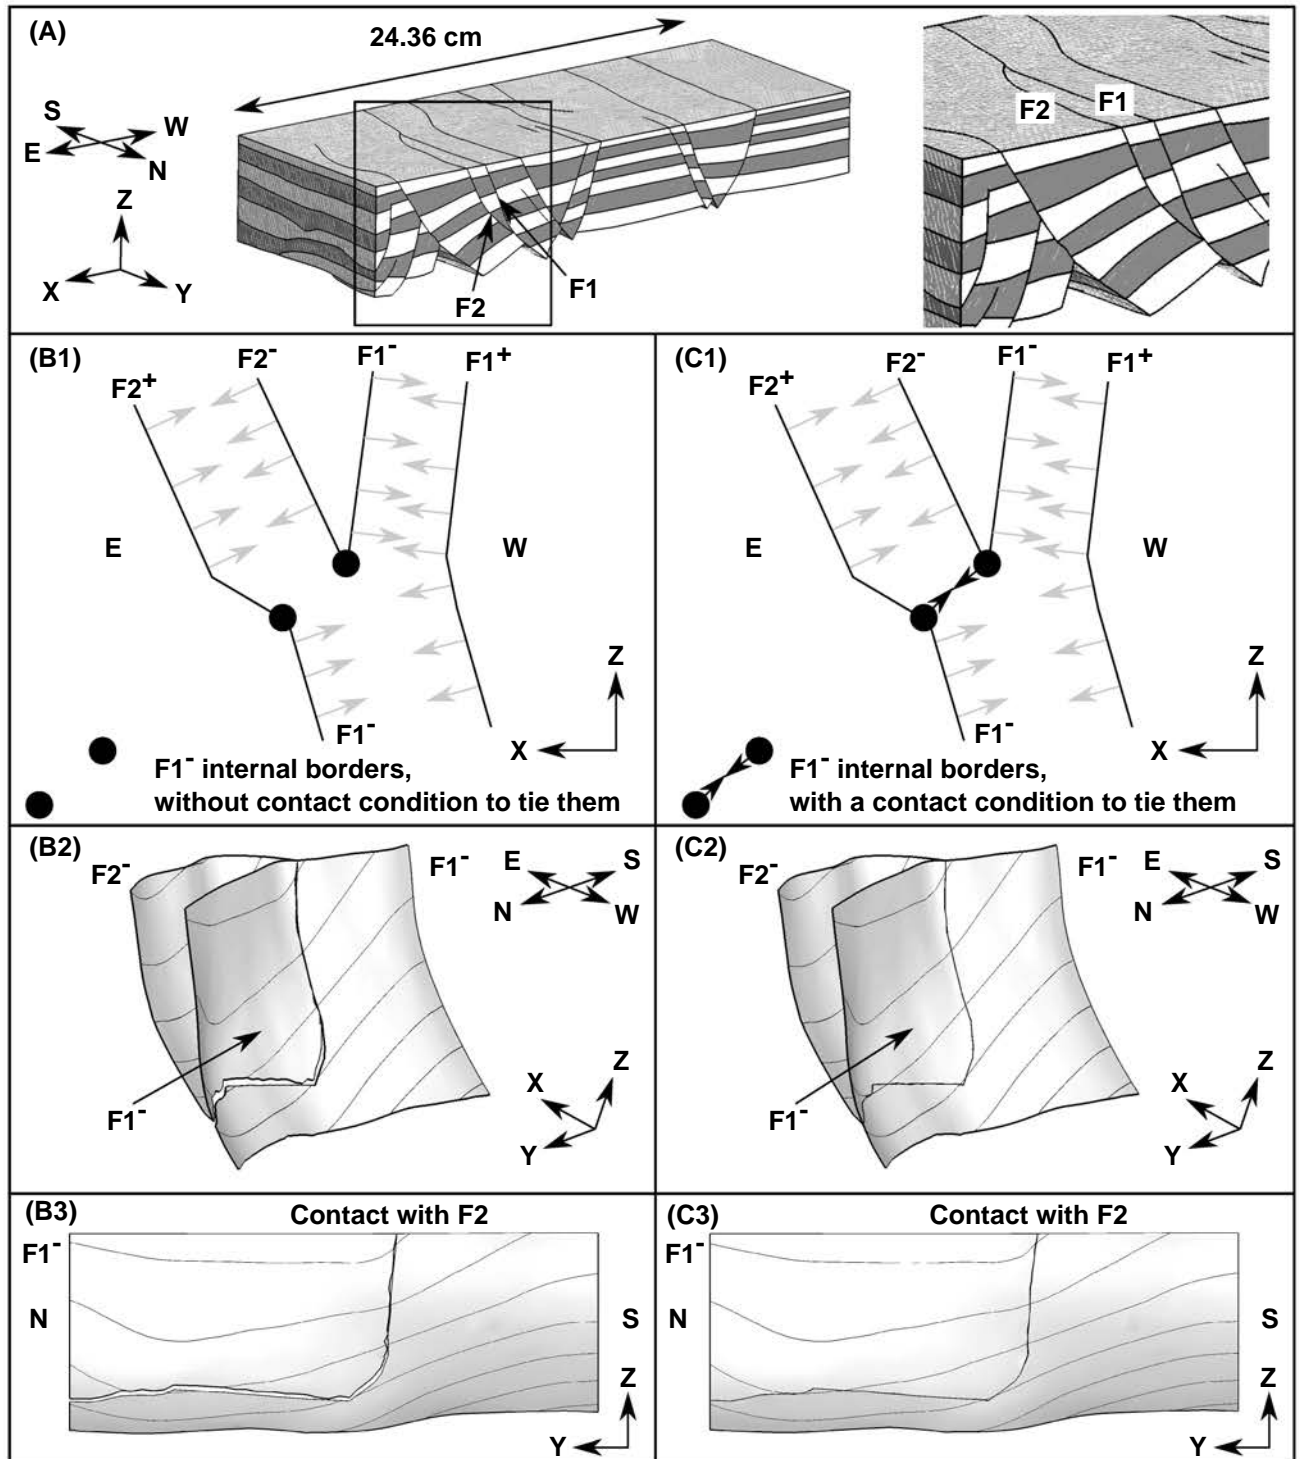 (A)
24.36 cm
S
W
E
N
Z
X
Y
F2
F1
F2
F1
(B1)
F2+
F2-
F1-
F1+
E
W
Z
X
F1-
F1- internal borders,
without contact condition to tie them
(C1)
F2+
F2-
F1-
F1+
E
W
Z
X
F1-
F1- internal borders,
with a contact condition to tie them
(B2)
F2-
F1-
E
S
N
W
F1-
X
Z
Y
(C2)
F2-
F1-
E
S
N
W
F1-
X
Z
Y
(B3)
Contact with F2
F1-
N
S
Z
Y
(C3)
Contact with F2
F1-
N
S
Z
Y